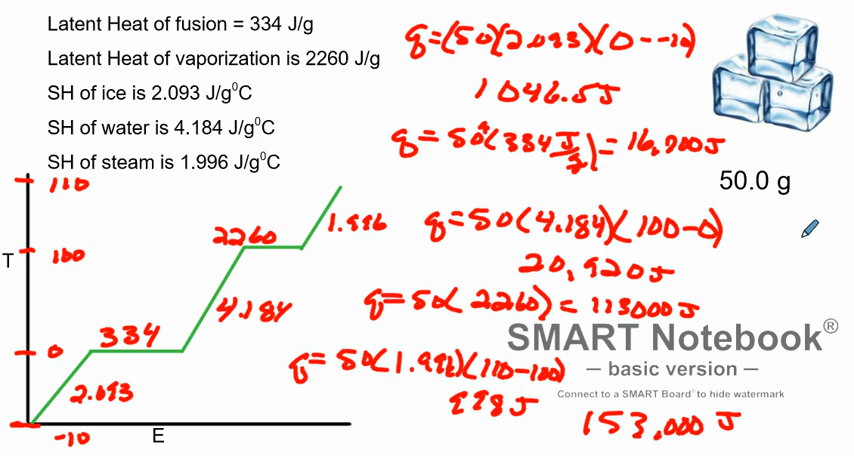 Latent Heat of fusion = 334 J/g
Latent Heat of vaporization is 2260 J/g
SH of ice is 2.093 J/g⁰C
SH of water is 4.184 J/g⁰C
SH of steam is 1.996 J/g⁰C
q=(50)(2.093)(0--10)
1046.5J
q=50g(334 J/g)=16,700J
50.0 g
q=50(4.184)(100-0)
20,920J
q=50(2260)=113000J
q=50(1.996)(110-100)
998J
153,000 J
110
100
0
-10
T
E
2.093
334
4.184
2260
1.996
SMART Notebook®
— basic version —
Connect to a SMART Board™ to hide watermark